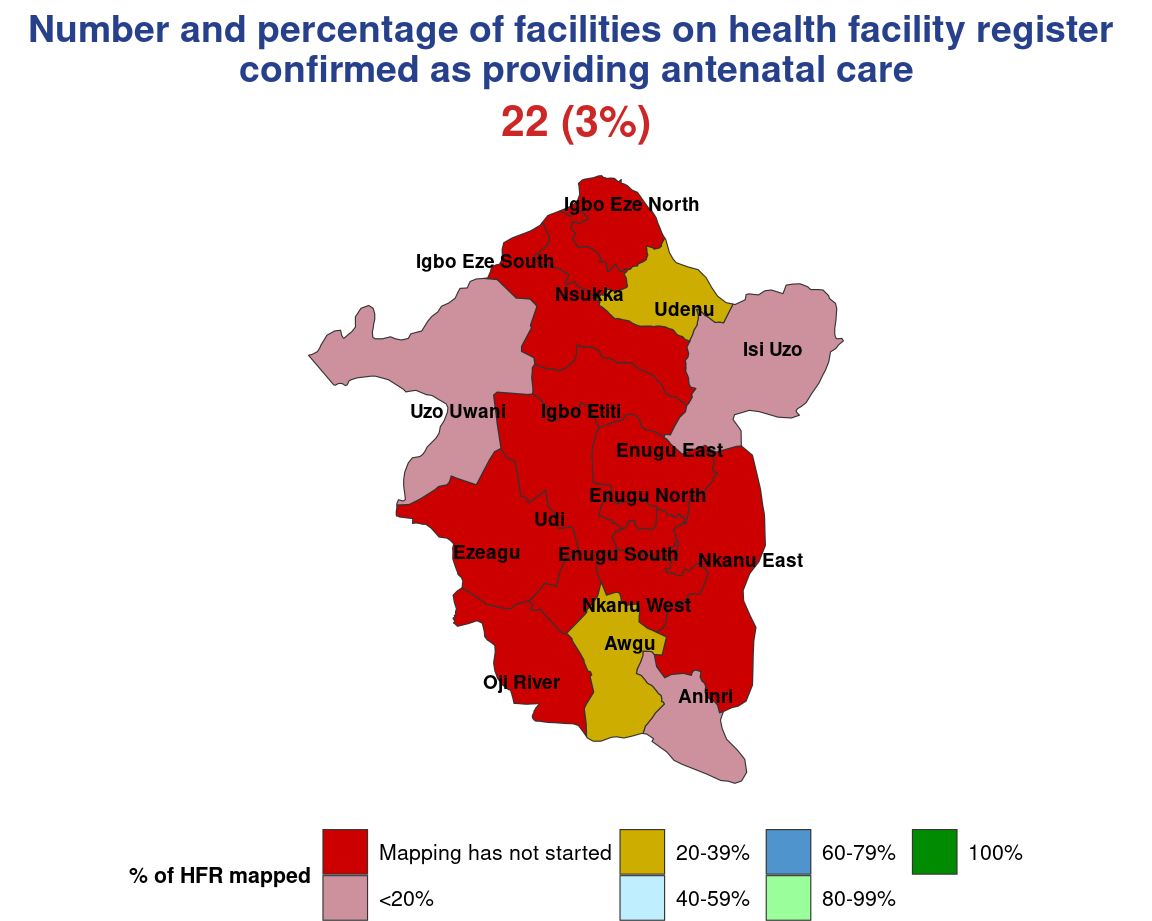 Number and percentage of facilities on health facility register
confirmed as providing antenatal care
22 (3%)
Igbo Eze North
Igbo Eze South
Nsukka
Udenu
Isi Uzo
Uzo Uwani
Igbo Etiti
Enugu East
Enugu North
Udi
Ezeagu
Enugu South
Nkanu East
Nkanu West
Awgu
Oji River
Aninri
% of HFR mapped
Mapping has not started
<20%
20-39%
40-59%
60-79%
80-99%
100%